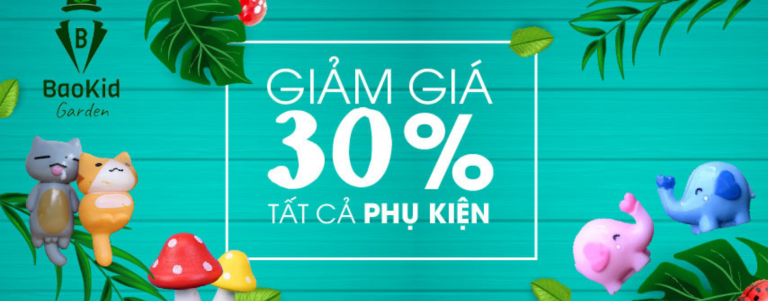 B
BaoKid
Garden
GIẢM GIÁ
30%
TẤT CẢ PHỤ KIỆN